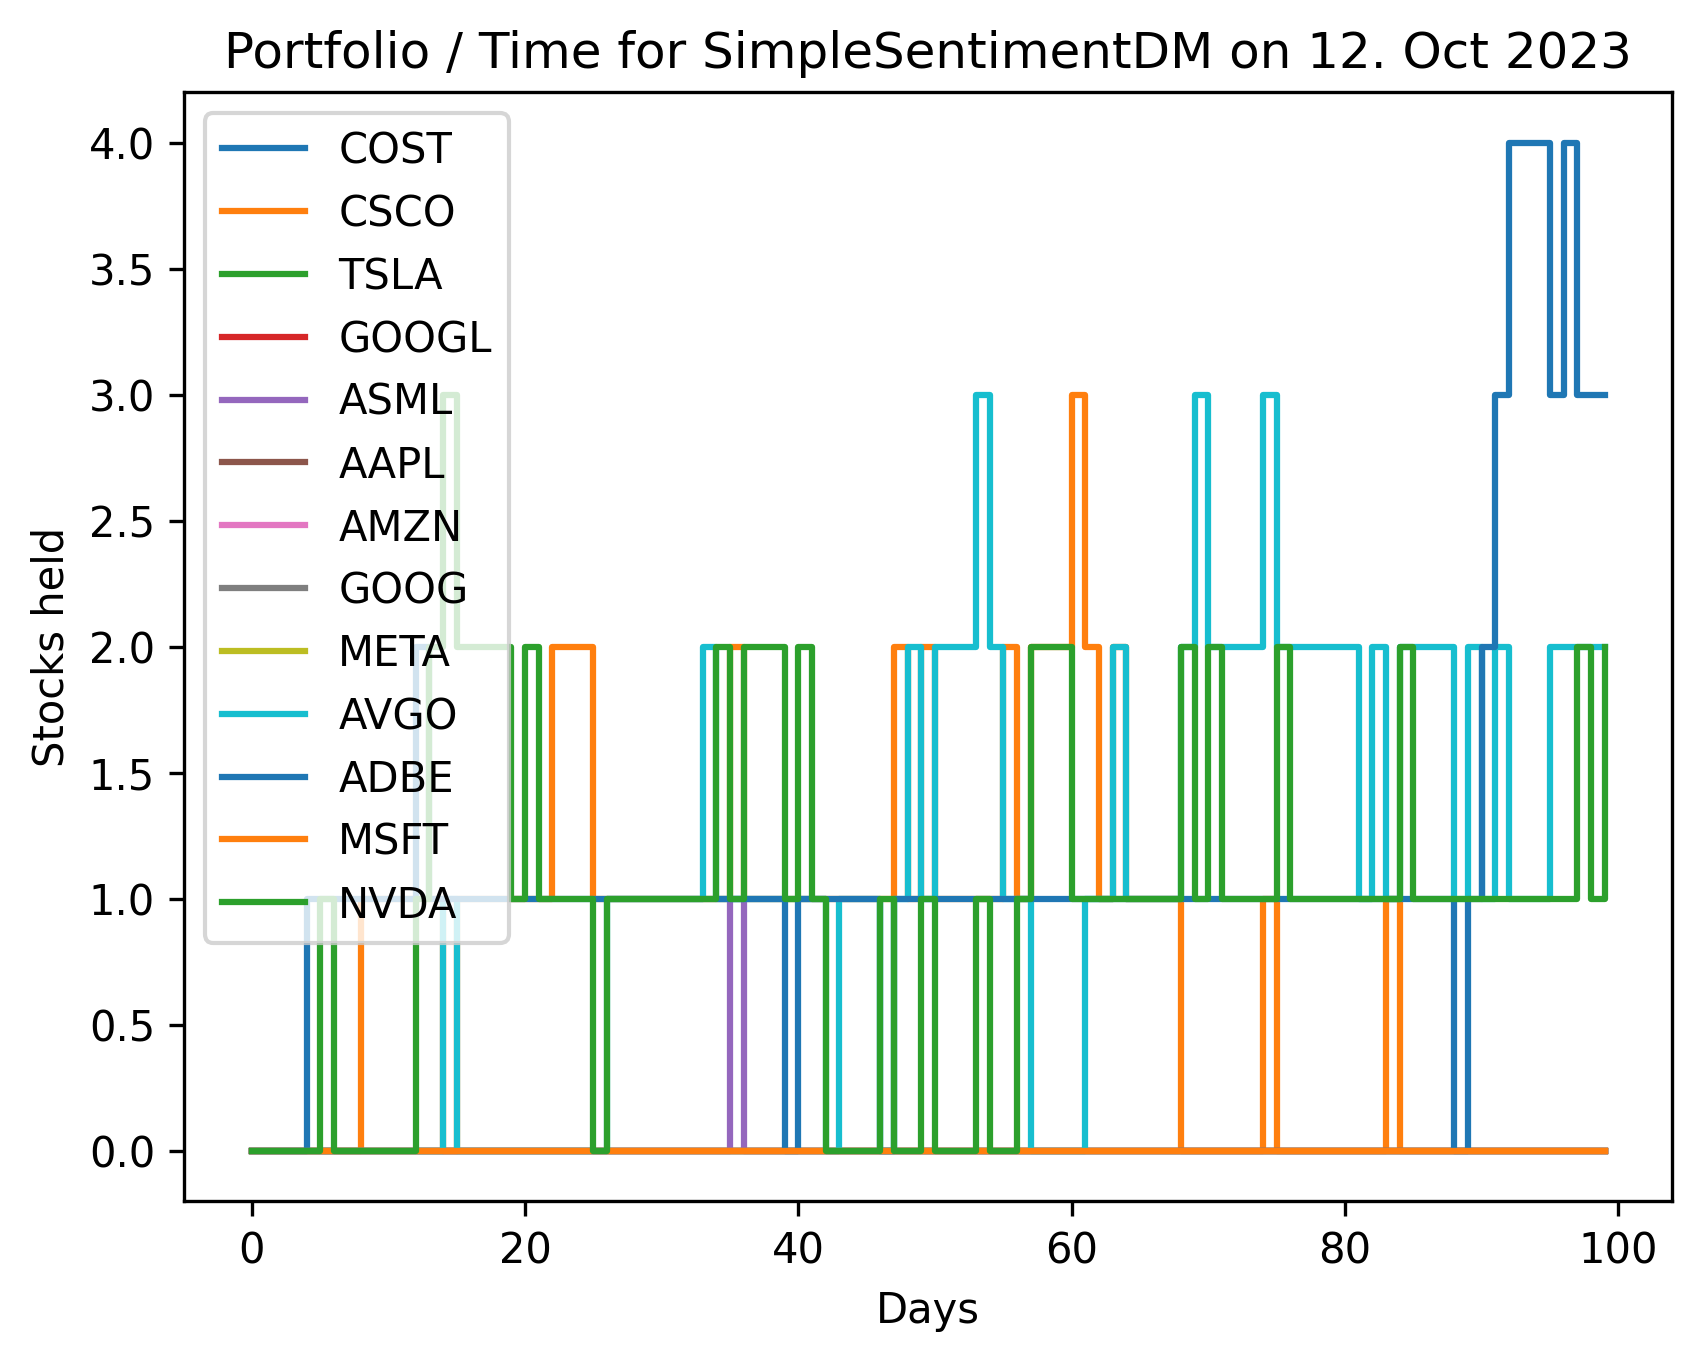 Portfolio / Time for SimpleSentimentDM on 12. Oct 2023
4.0
3.5
3.0
2.5
2.0
1.5
1.0
0.5
0.0
Stocks held
COST
CSCO
TSLA
GOOGL
ASML
AAPL
AMZN
GOOG
META
AVGO
ADBE
MSFT
NVDA
0 20 40 60 80 100
Days